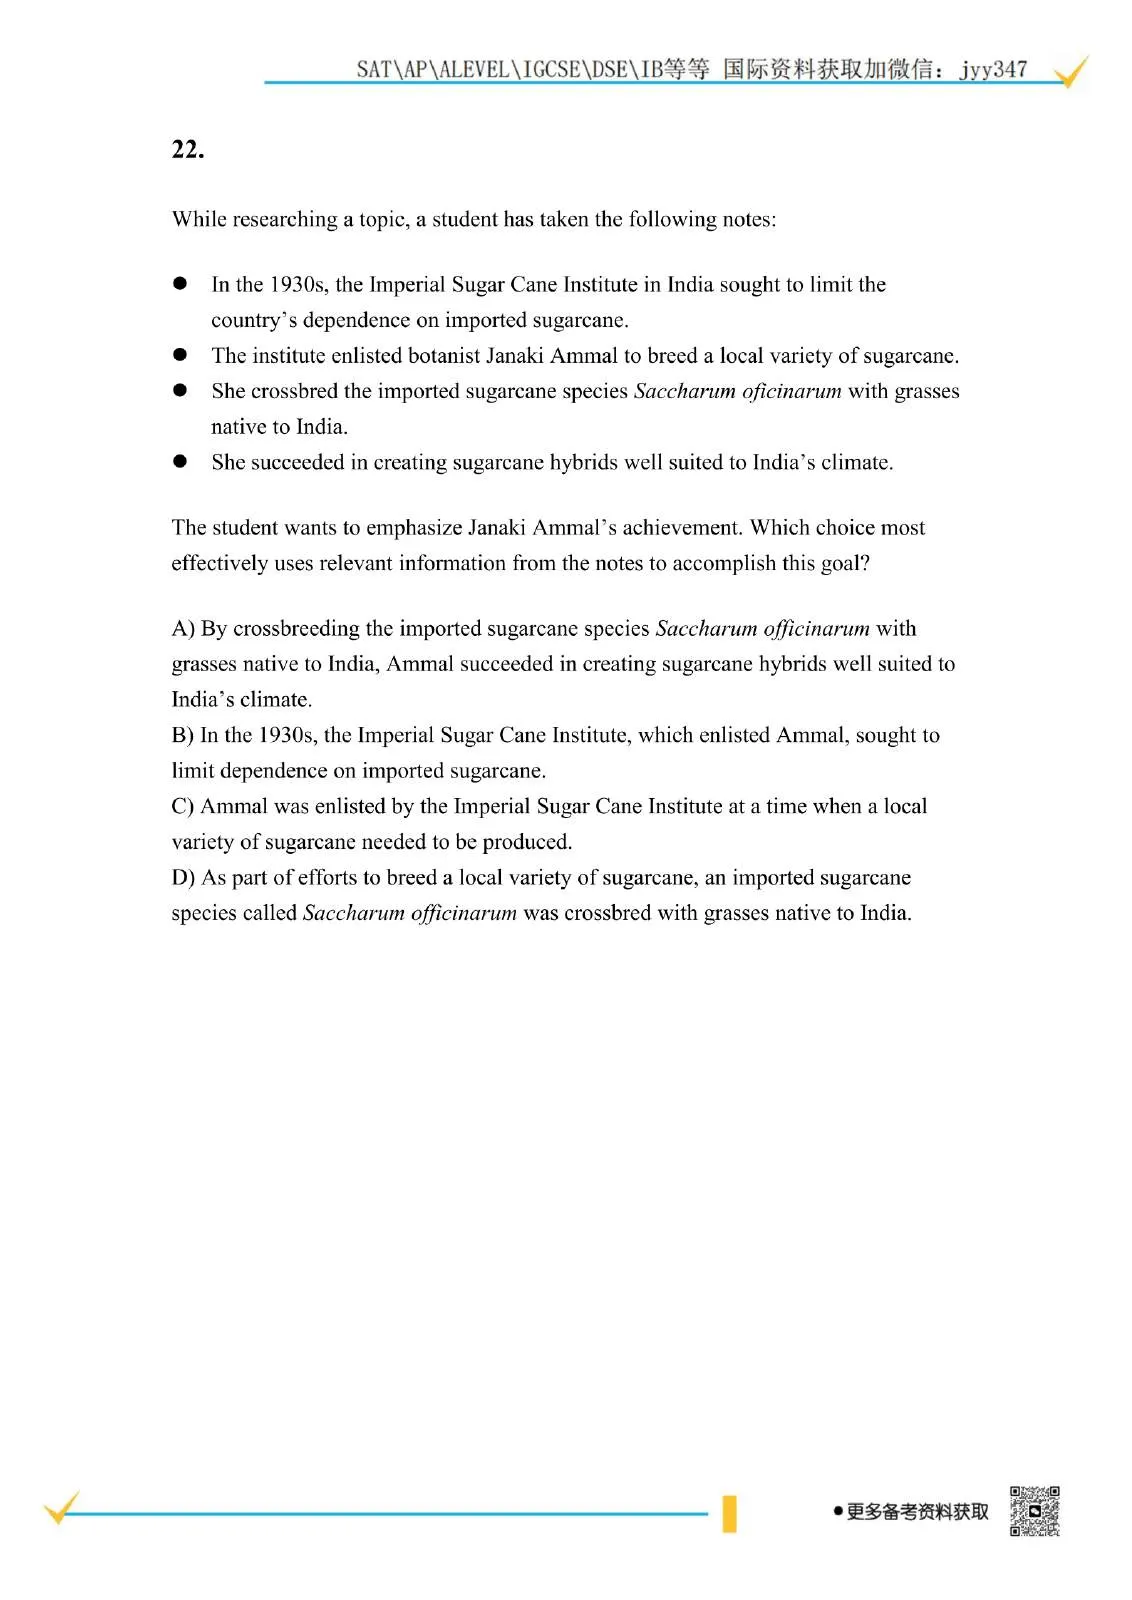 SAT\AP\ALEVEL\IGCSE\DSE\IB等等 国际资料获取加微信：jyy347
22.
While researching a topic, a student has taken the following notes:
● In the 1930s, the Imperial Sugar Cane Institute in India sought to limit the
country’s dependence on imported sugarcane.
● The institute enlisted botanist Janaki Ammal to breed a local variety of sugarcane.
● She crossbred the imported sugarcane species Saccharum oficinarum with grasses
native to India.
● She succeeded in creating sugarcane hybrids well suited to India’s climate.
The student wants to emphasize Janaki Ammal’s achievement. Which choice most
effectively uses relevant information from the notes to accomplish this goal?
A) By crossbreeding the imported sugarcane species Saccharum officinarum with
grasses native to India, Ammal succeeded in creating sugarcane hybrids well suited to
India’s climate.
B) In the 1930s, the Imperial Sugar Cane Institute, which enlisted Ammal, sought to
limit dependence on imported sugarcane.
C) Ammal was enlisted by the Imperial Sugar Cane Institute at a time when a local
variety of sugarcane needed to be produced.
D) As part of efforts to breed a local variety of sugarcane, an imported sugarcane
species called Saccharum officinarum was crossbred with grasses native to India.
●更多备考资料获取